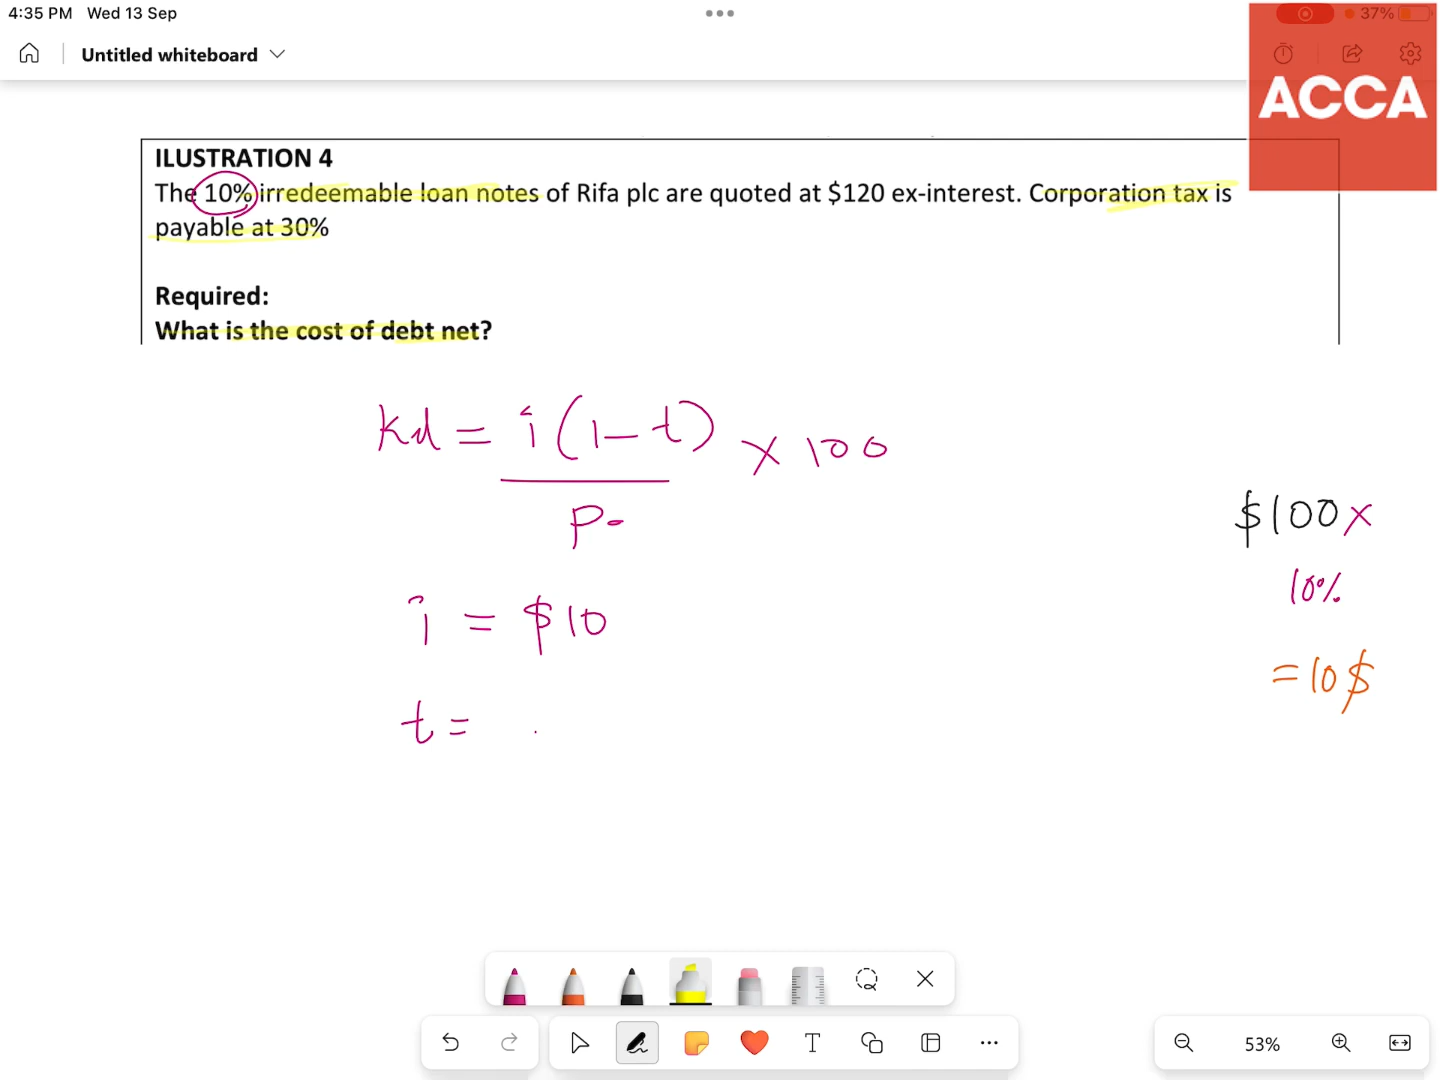 4:35 PM Wed 13 Sep
37%
Untitled whiteboard
ACCA
ILUSTRATION 4
The 10% irredeemable loan notes of Rifa plc are quoted at $120 ex-interest. Corporation tax is
payable at 30%
Required:
What is the cost of debt net?
kd = i(1-t) x 100
Po
$100 x
10%
i = $10
= 10$
t =
T
53%